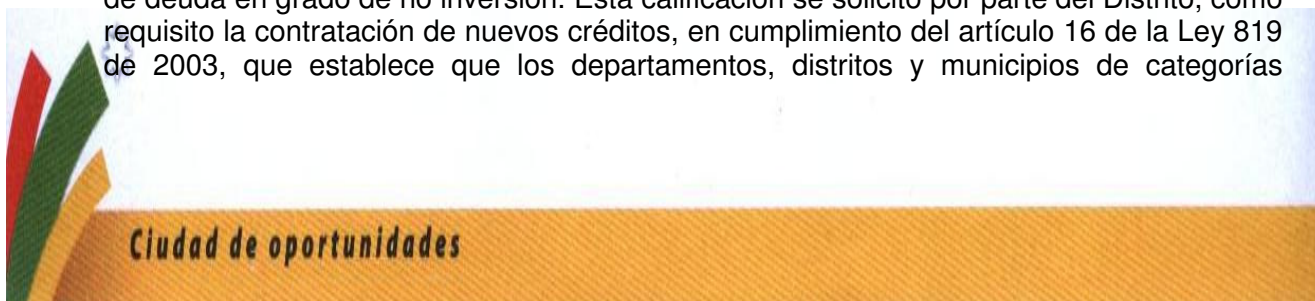 de deuda en grado de no inversión. Esta calificación se solicitó por parte del Distrito, como
requisito la contratación de nuevos créditos, en cumplimiento del artículo 16 de la Ley 819
de 2003, que establece que los departamentos, distritos y municipios de categorías
Ciudad de oportunidades